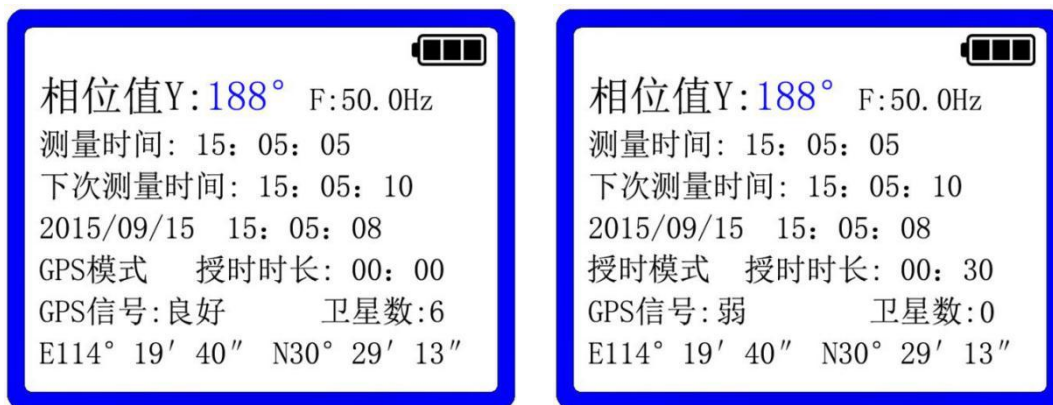 相位值Y:188° F:50.0Hz
测量时间: 15: 05: 05
下次测量时间: 15: 05: 10
2015/09/15 15: 05: 08
GPS模式 授时时长: 00: 00
GPS信号:良好 卫星数:6
E114° 19′ 40″ N30° 29′ 13″
相位值Y:188° F:50.0Hz
测量时间: 15: 05: 05
下次测量时间: 15: 05: 10
2015/09/15 15: 05: 08
授时模式 授时时长: 00: 30
GPS信号:弱 卫星数:0
E114° 19′ 40″ N30° 29′ 13″